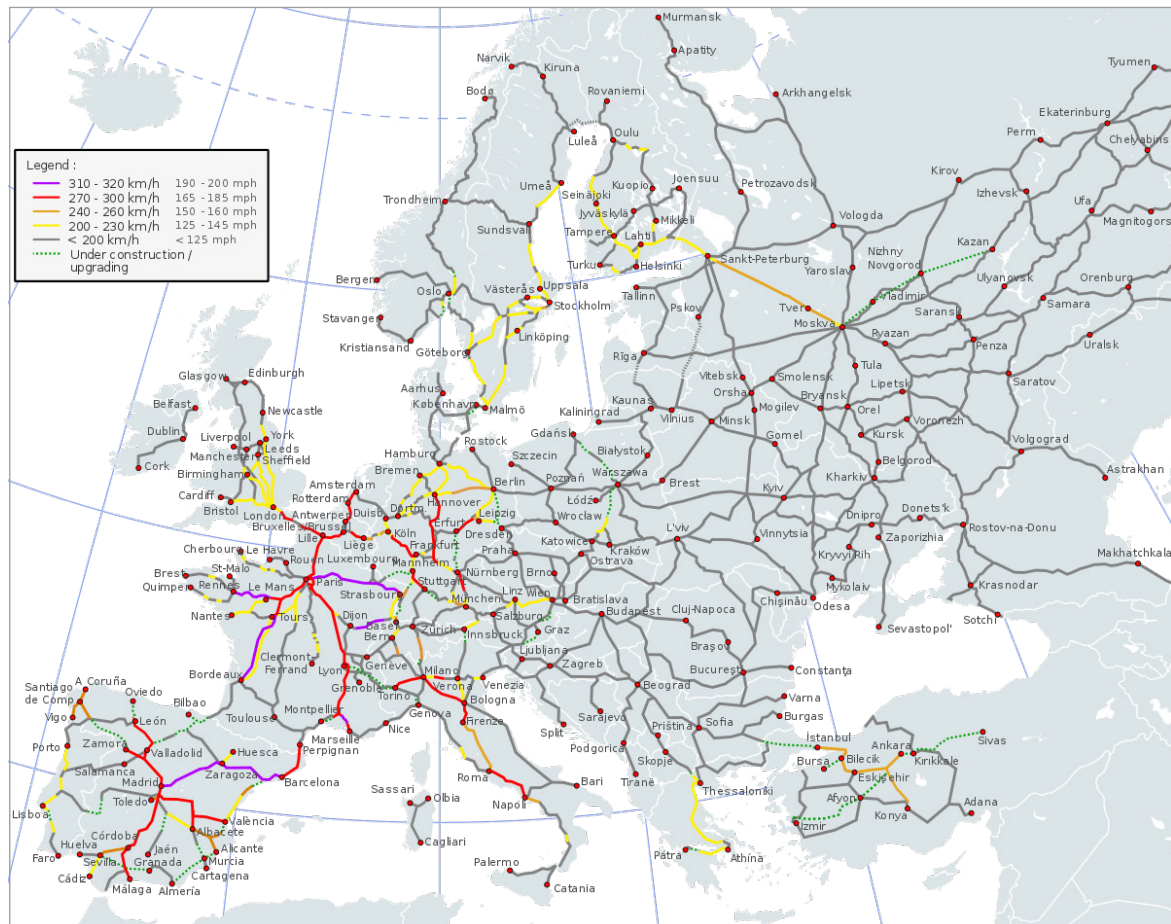 Murmansk
Apatity
Narvik
Kiruna
Tyumen
Bodø
Rovaniemi
Arkhangelsk
Ekaterinburg
Luleå
Oulu
Perm
Chelyabinsk
Legend :
310 - 320 km/h 190 - 200 mph
270 - 300 km/h 165 - 185 mph
240 - 260 km/h 150 - 160 mph
200 - 230 km/h 125 - 145 mph
< 200 km/h < 125 mph
Under construction /
upgrading
Umeå
Kuopio
Joensuu
Petrozavodsk
Kirov
Izhevsk
Seinäjoki
Trondheim
Jyväskylä
Mikkeli
Vologda
Ufa
Magnitogorsk
Sundsvall
Tampere
Lahti
Nizhny
Novgorod
Kazan
Bergen
Turku
Helsinki
Sankt-Peterburg
Yaroslav
Ulyanovsk
Orenburg
Oslo
Västerås
Uppsala
Stockholm
Tallinn
Tver
Vladimir
Samara
Stavanger
Linköping
Pskov
Moskva
Saransk
Kristiansand
Göteborg
Ryazan
Penza
Uralsk
Rīga
Tula
Glasgow
Edinburgh
Aarhus
Vitebsk
Smolensk
Saratov
Belfast
København
Malmö
Kaliningrad
Kaunas
Orsha
Bryansk
Lipetsk
Newcastle
Vilnius
Mogilev
Orel
Voronezh
Dublin
Liverpool
York
Leeds
Manchester
Sheffield
Rostock
Gdańsk
Minsk
Kursk
Volgograd
Cork
Birmingham
Hamburg
Szczecin
Białystok
Gomel
Belgorod
Bremen
Berlin
Poznań
Warszawa
Brest
Kharkiv
Astrakhan
Cardiff
Bristol
London
Amsterdam
Rotterdam
Antwerpen
Duisb.
Dortm.
Hannover
Leipzig
Łódź
Kyiv
Bruxelles/Brussel
Lille
Liège
Köln
Erfurt
Dresden
Wrocław
Dnipro
Donets'k
Rostov-na-Donu
Cherbourg
Le Havre
Rouen
Luxembourg
Frankfurt
Mannheim
Praha
Katowice
Kraków
Ostrava
L'viv
Vinnytsia
Kryvyi Rih
Zaporizhia
Makhatchkala
Brest
Quimper
St-Malo
Rennes
Le Mans
Paris
Strasbourg
Stuttgart
Nürnberg
Brno
Mykolaiv
Krasnodar
Nantes
Tours
Dijon
Basel
Bern
Zürich
München
Linz
Wien
Salzburg
Bratislava
Budapest
Cluj-Napoca
Chişinău
Odesa
Sotchi
Innsbruck
Graz
Sevastopol'
Clermont
Ferrand
Lyon
Genève
Ljubljana
Zagreb
Braşov
Bordeaux
Grenoble
Torino
Milano
Verona
Venezia
Bologna
Beograd
Bucureşti
Constanţa
Santiago
de Comp.
A Coruña
Oviedo
Bilbao
Toulouse
Montpellier
Genova
Firenze
Sarajevo
Varna
Vigo
León
Marseille
Nice
Split
Priština
Sofia
Burgas
Porto
Zamora
Valladolid
Huesca
Perpignan
Podgorica
Skopje
İstanbul
Ankara
Sivas
Salamanca
Zaragoza
Barcelona
Roma
Bari
Tiranë
Bursa
Bilecik
Kırıkkale
Madrid
Sassari
Olbia
Napoli
Thessaloniki
Eskişehir
Lisboa
Toledo
València
Afyon
Konya
Adana
Córdoba
Albacete
Alicante
Cagliari
İzmir
Huelva
Faro
Sevilla
Jaén
Granada
Murcia
Cartagena
Palermo
Pátra
Athína
Cádiz
Málaga
Almería
Catania